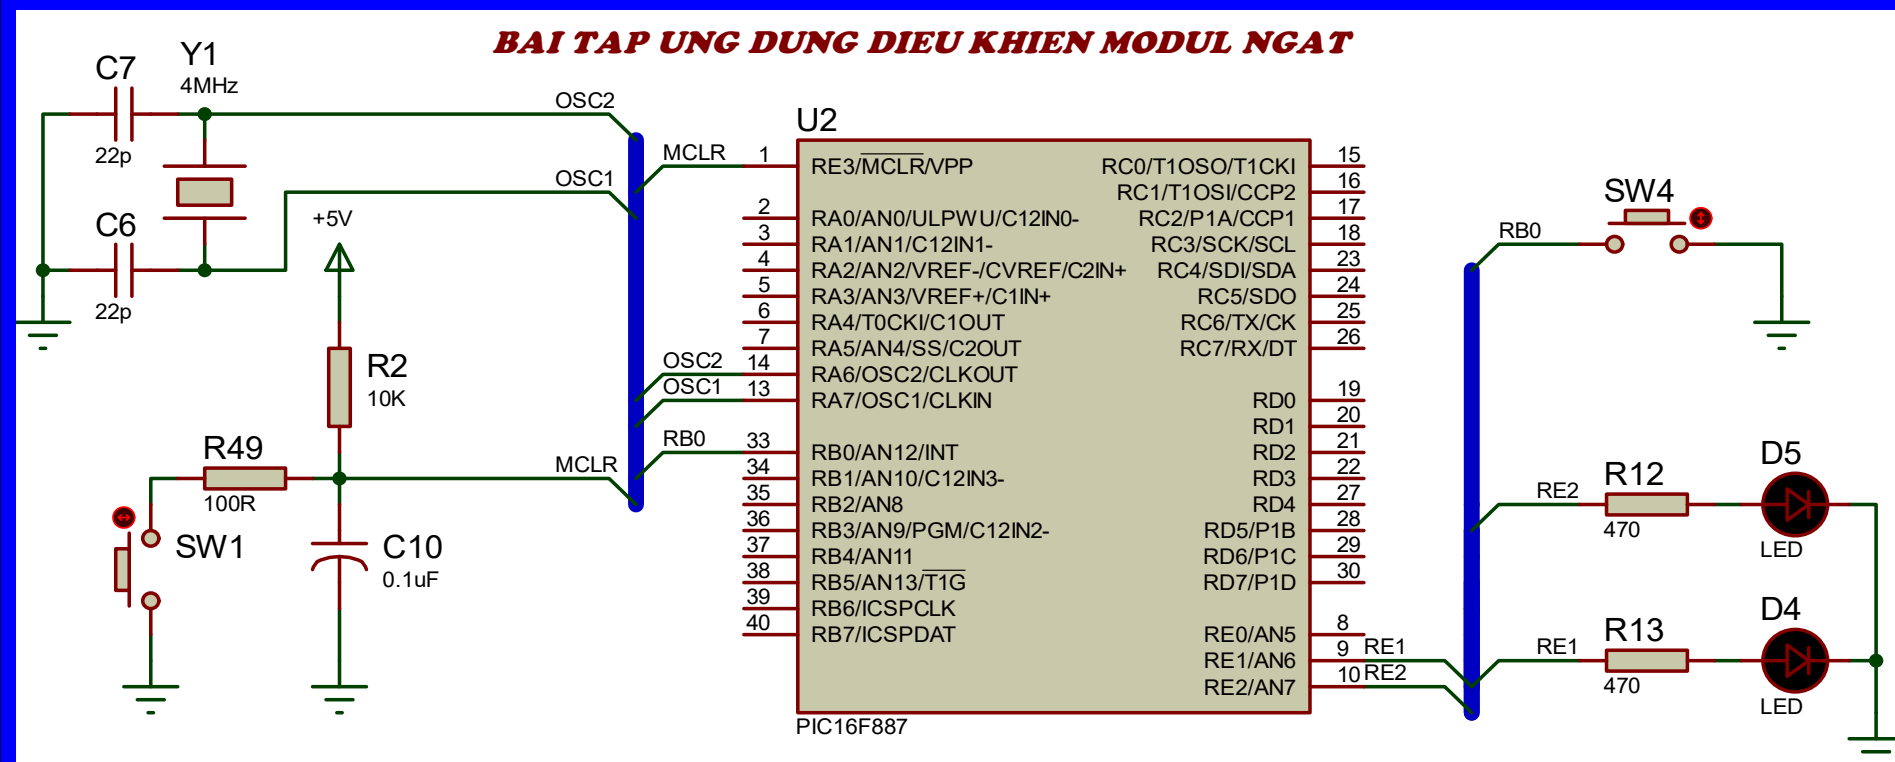 BAI TAP UNG DUNG DIEU KHIEN MODUL NGAT
C7
22p
Y1
4MHz
C6
22p
OSC2
OSC1
MCLR
+5V
R2
10K
R49
100R
MCLR
SW1
C10
0.1uF
OSC2
OSC1
RB0
U2
1 RE3/MCLR/VPP
2 RA0/AN0/ULPWU/C12IN0-
3 RA1/AN1/C12IN1-
4 RA2/AN2/VREF-/CVREF/C2IN+
5 RA3/AN3/VREF+/C1IN+
6 RA4/T0CKI/C1OUT
7 RA5/AN4/SS/C2OUT
14 RA6/OSC2/CLKOUT
13 RA7/OSC1/CLKIN
33 RB0/AN12/INT
34 RB1/AN10/C12IN3-
35 RB2/AN8
36 RB3/AN9/PGM/C12IN2-
37 RB4/AN11
38 RB5/AN13/T1G
39 RB6/ICSPCLK
40 RB7/ICSPDAT
RC0/T1OSO/T1CKI 15
RC1/T1OSI/CCP2 16
RC2/P1A/CCP1 17
RC3/SCK/SCL 18
RC4/SDI/SDA 23
RC5/SDO 24
RC6/TX/CK 25
RC7/RX/DT 26
RD0 19
RD1 20
RD2 21
RD3 22
RD4 27
RD5/P1B 28
RD6/P1C 29
RD7/P1D 30
RE0/AN5 8
RE1/AN6 9 RE1
RE2/AN7 10 RE2
PIC16F887
SW4
RB0
RE2
R12
470
D5
LED
RE1
R13
470
D4
LED